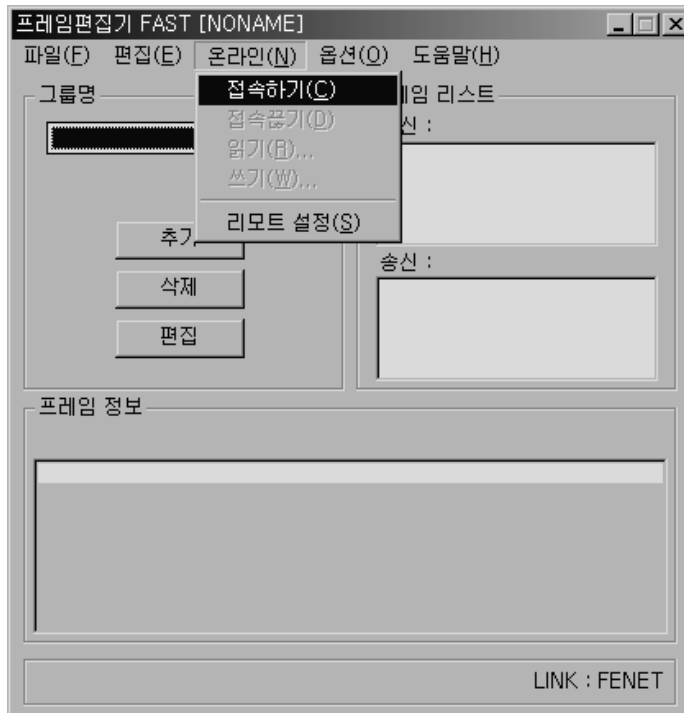 프레임편집기 FAST [NONAME]
파일(F) 편집(E) 온라인(N) 옵션(O) 도움말(H)
그룹명
접속하기(C)
접속끊기(D)
읽기(R)...
쓰기(W)...
리모트 설정(S)
임 리스트
신 :
추가
삭제
편집
송신 :
프레임 정보
LINK : FENET